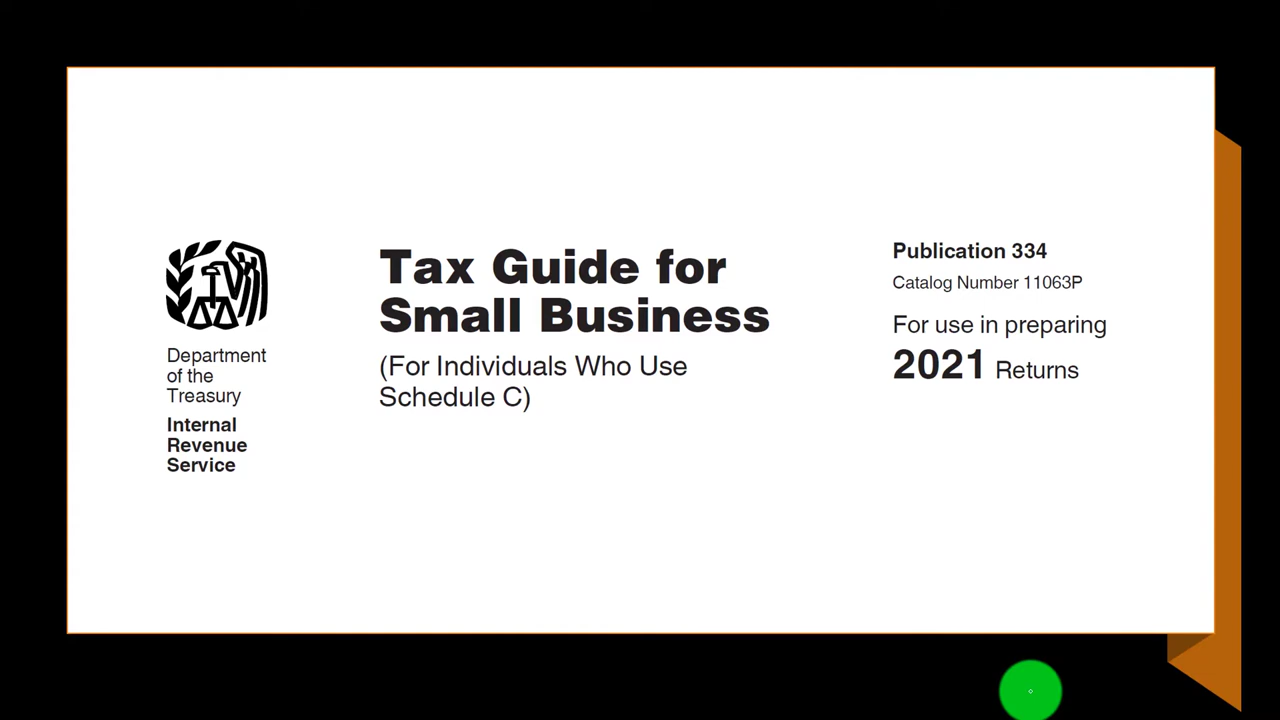 Department
of the
Treasury
Internal
Revenue
Service
Tax Guide for
Small Business
(For Individuals Who Use
Schedule C)
Publication 334
Catalog Number 11063P
For use in preparing
2021 Returns